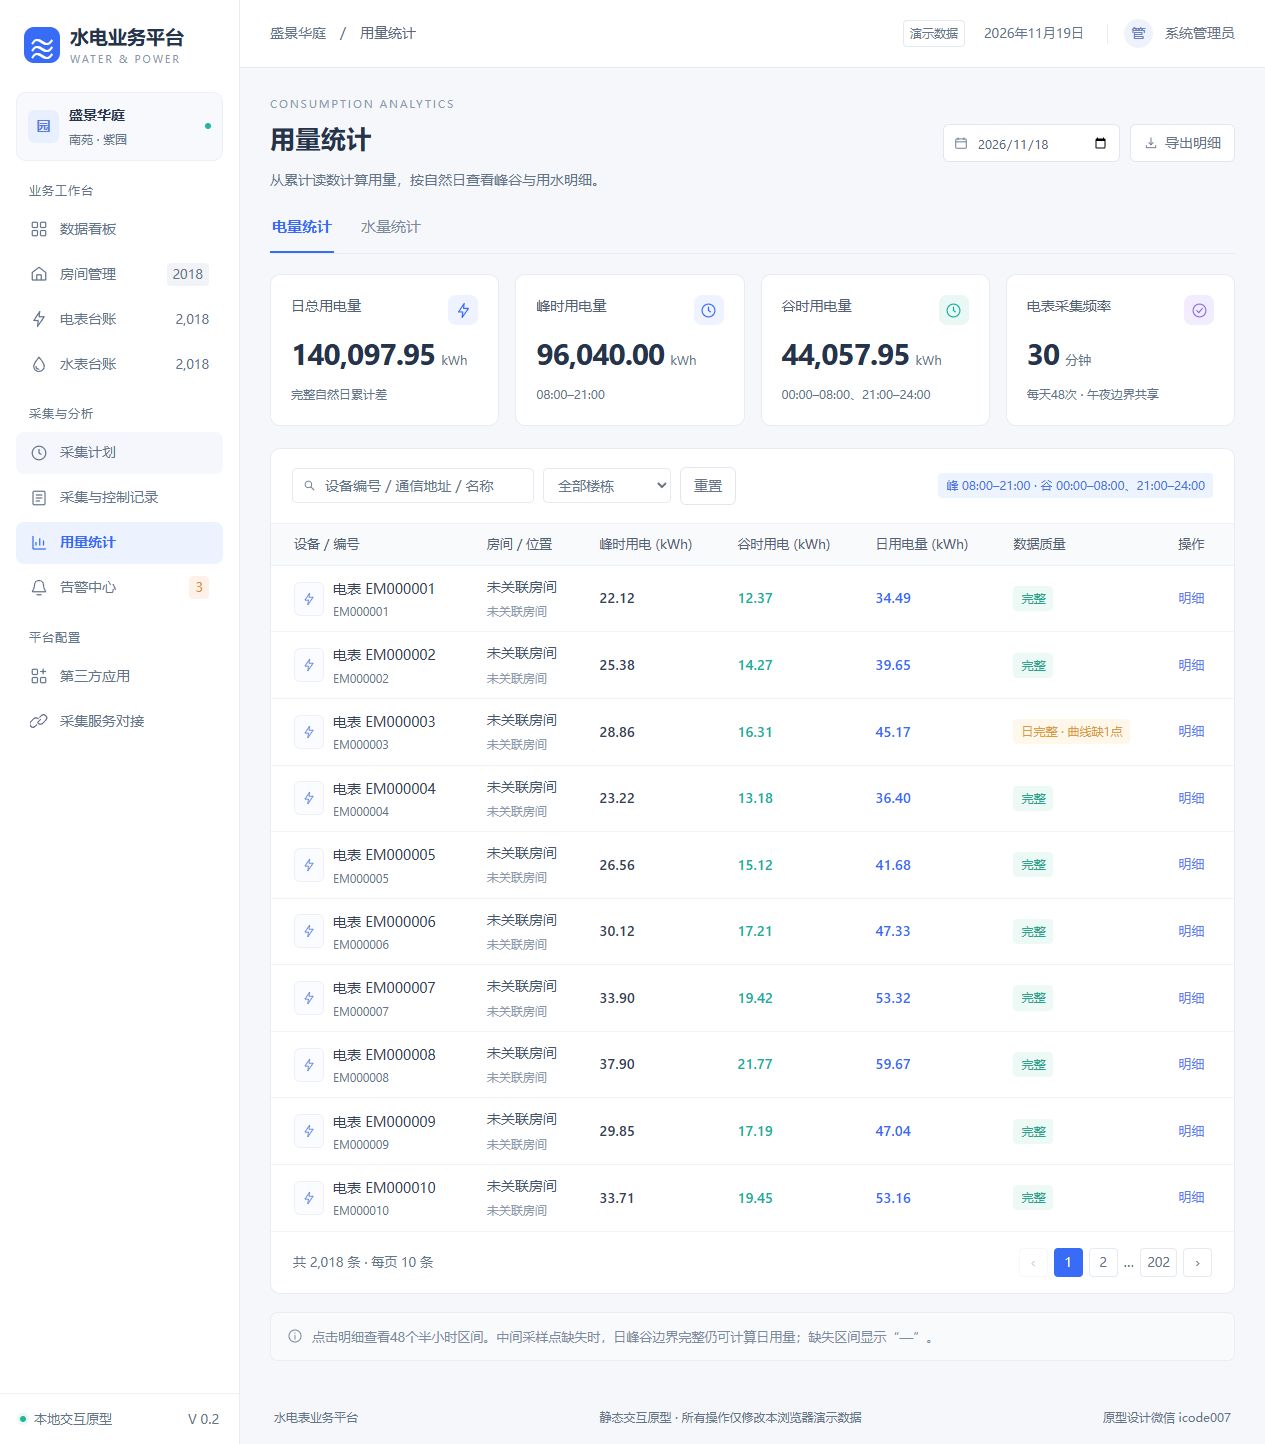 水电业务平台
WATER & POWER
园
盛景华庭
南苑 · 紫园
业务工作台
数据看板
房间管理 2018
电表台账 2,018
水表台账 2,018
采集与分析
采集计划
采集与控制记录
用量统计
告警中心 3
平台配置
第三方应用
采集服务对接
本地交互原型 V 0.2
盛景华庭 / 用量统计
演示数据 2026年11月19日 管 系统管理员
CONSUMPTION ANALYTICS
用量统计
2026/11/18 导出明细
从累计读数计算用量，按自然日查看峰谷与用水明细。
电量统计 水量统计
日总用电量
140,097.95 kWh
完整自然日累计差
峰时用电量
96,040.00 kWh
08:00–21:00
谷时用电量
44,057.95 kWh
00:00–08:00、21:00–24:00
电表采集频率
30 分钟
每天48次 · 午夜边界共享
设备编号 / 通信地址 / 名称 全部楼栋 重置 峰 08:00–21:00 · 谷 00:00–08:00、21:00–24:00
设备 / 编号 房间 / 位置 峰时用电 (kWh) 谷时用电 (kWh) 日用电量 (kWh) 数据质量 操作
电表 EM000001 未关联房间 22.12 12.37 34.49 完整 明细
EM000001 未关联房间
电表 EM000002 未关联房间 25.38 14.27 39.65 完整 明细
EM000002 未关联房间
电表 EM000003 未关联房间 28.86 16.31 45.17 日完整 · 曲线缺1点 明细
EM000003 未关联房间
电表 EM000004 未关联房间 23.22 13.18 36.40 完整 明细
EM000004 未关联房间
电表 EM000005 未关联房间 26.56 15.12 41.68 完整 明细
EM000005 未关联房间
电表 EM000006 未关联房间 30.12 17.21 47.33 完整 明细
EM000006 未关联房间
电表 EM000007 未关联房间 33.90 19.42 53.32 完整 明细
EM000007 未关联房间
电表 EM000008 未关联房间 37.90 21.77 59.67 完整 明细
EM000008 未关联房间
电表 EM000009 未关联房间 29.85 17.19 47.04 完整 明细
EM000009 未关联房间
电表 EM000010 未关联房间 33.71 19.45 53.16 完整 明细
EM000010 未关联房间
共 2,018 条 · 每页 10 条 ‹ 1 2 … 202 ›
点击明细查看48个半小时区间。中间采样点缺失时，日峰谷边界完整仍可计算日用量；缺失区间显示“—”。
水电表业务平台 静态交互原型 · 所有操作仅修改本浏览器演示数据 原型设计微信 icode007